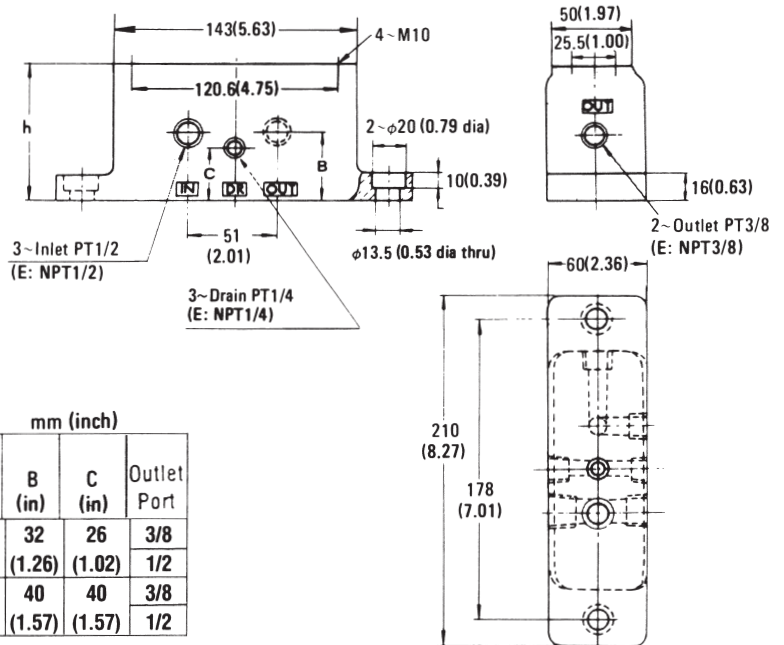 143(5.63)
4~M10
120.6(4.75)
h
2~φ20 (0.79 dia)
B
C
10(0.39)
IN
DR
OUT
51
(2.01)
φ13.5 (0.53 dia thru)
3~Inlet PT1/2
(E: NPT1/2)
3~Drain PT1/4
(E: NPT1/4)
50(1.97)
25.5(1.00)
OUT
16(0.63)
2~Outlet PT3/8
(E: NPT3/8)
60(2.36)
210
(8.27)
178
(7.01)
mm (inch)
B (in) C (in) Outlet Port
32 26 3/8
(1.26) (1.02) 1/2
40 40 3/8
(1.57) (1.57) 1/2